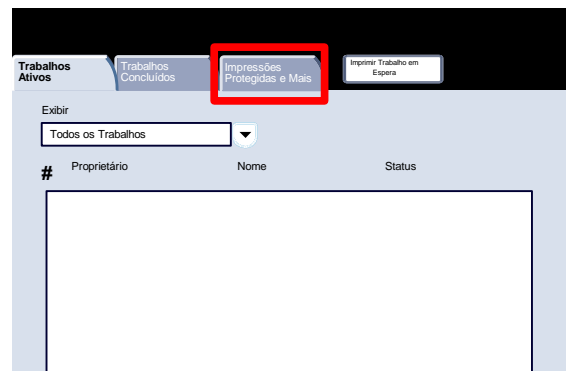 Trabalhos
Ativos
Trabalhos
Concluídos
Impressões
Protegidas e Mais
Imprimir Trabalho em
Espera
Exibir
Todos os Trabalhos
# Proprietário Nome Status